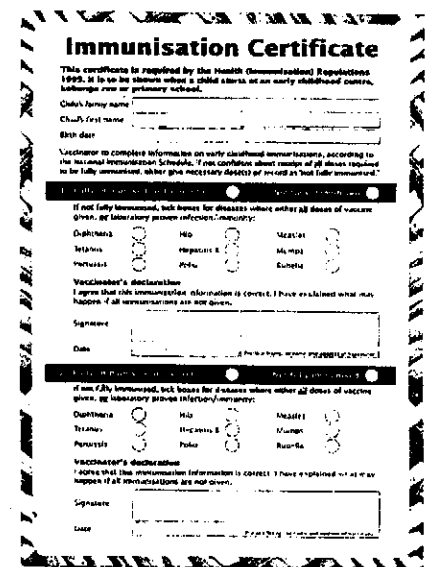 Immunisation Certificate
This certificate is required by the Health (Immunisation) Regulations
1995. It is to be shown when a child starts at an early childhood centre,
kohanga reo or primary school.
Child's family name
Child's first name
Birth date
Vaccinator to complete information on early childhood immunisations, according to
the National Immunisation Schedule. If not confident about receipt of all doses required
to be fully immunised, either give necessary dose(s) or record as 'not fully immunised.'
If not fully immunised, tick boxes for diseases where either all doses of vaccine
given, or laboratory proven infection/immunity:
Diphtheria Hib Measles
Tetanus Hepatitis B Mumps
Pertussis Polio Rubella
Vaccinator's declaration
I agree that this immunisation information is correct. I have explained what may
happen if all immunisations are not given.
Signature
Date
If not fully immunised, tick boxes for diseases where either all doses of vaccine
given, or laboratory proven infection/immunity:
Diphtheria Hib Measles
Tetanus Hepatitis B Mumps
Pertussis Polio Rubella
Vaccinator's declaration
I agree that this immunisation information is correct. I have explained what may
happen if all immunisations are not given.
Signature
Date